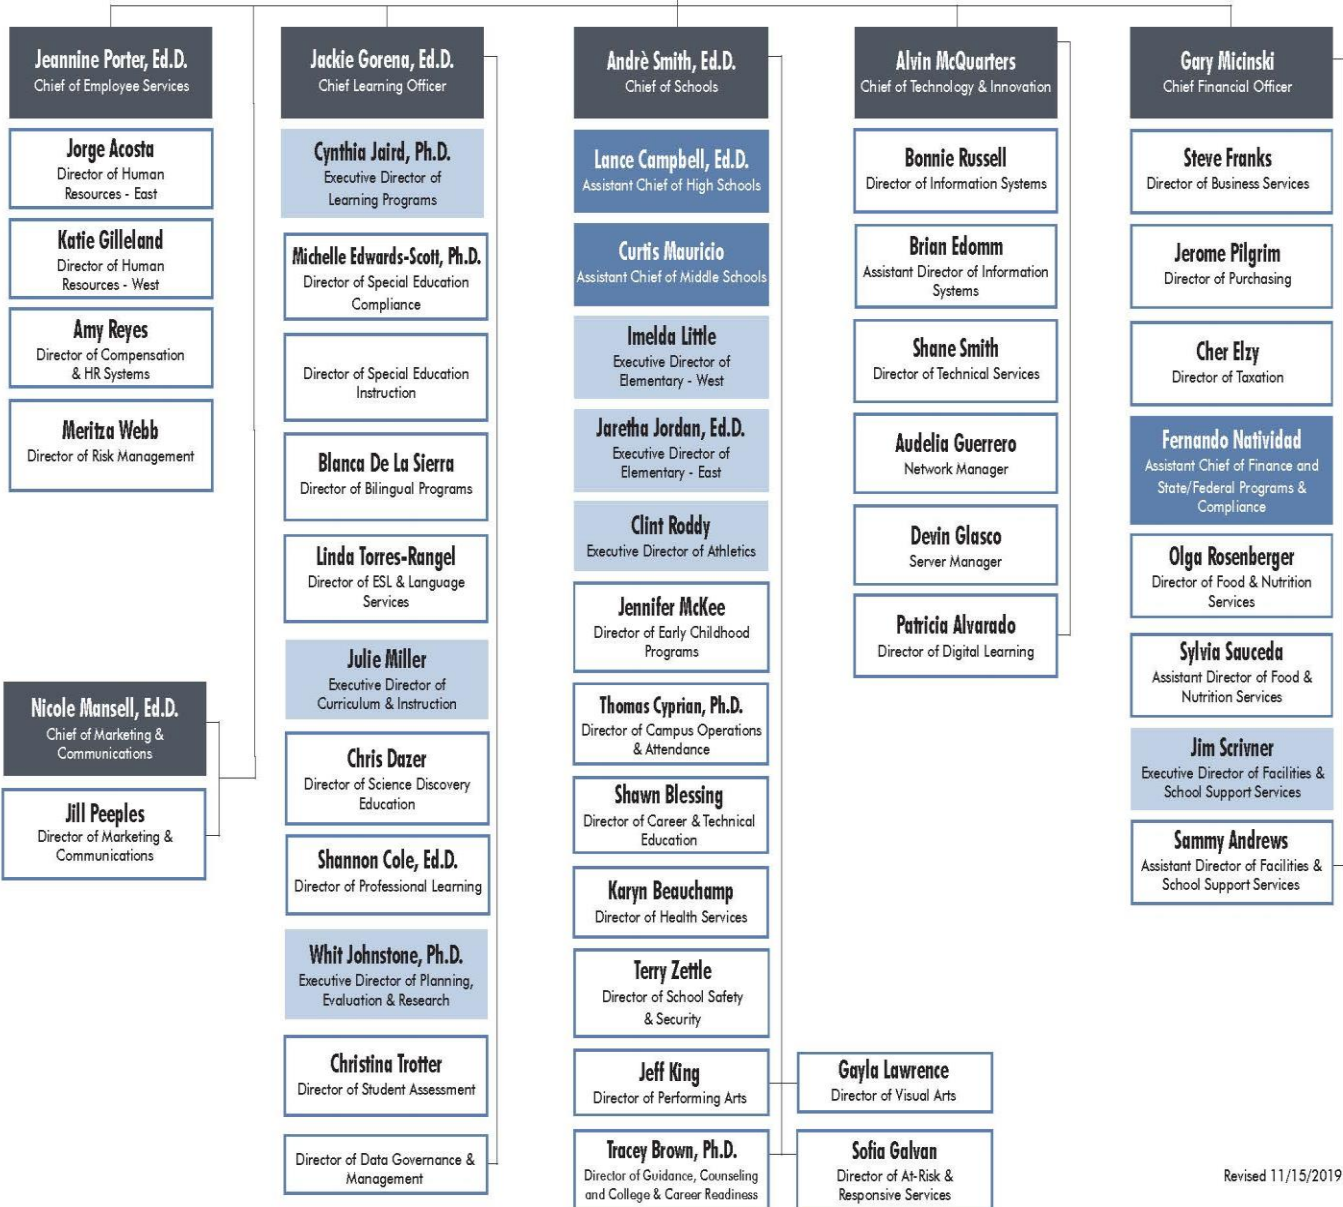 Jeannine Porter, Ed.D.
Chief of Employee Services
Jorge Acosta
Director of Human
Resources - East
Katie Gilleland
Director of Human
Resources - West
Amy Reyes
Director of Compensation
& HR Systems
Meritza Webb
Director of Risk Management
Nicole Mansell, Ed.D.
Chief of Marketing &
Communications
Jill Peeples
Director of Marketing &
Communications
Jackie Gorena, Ed.D.
Chief Learning Officer
Cynthia Jaird, Ph.D.
Executive Director of
Learning Programs
Michelle Edwards-Scott, Ph.D.
Director of Special Education
Compliance
Director of Special Education
Instruction
Blanca De La Sierra
Director of Bilingual Programs
Linda Torres-Rangel
Director of ESL & Language
Services
Julie Miller
Executive Director of
Curriculum & Instruction
Chris Dazer
Director of Science Discovery
Education
Shannon Cole, Ed.D.
Director of Professional Learning
Whit Johnstone, Ph.D.
Executive Director of Planning,
Evaluation & Research
Christina Trotter
Director of Student Assessment
Director of Data Governance &
Management
Andrè Smith, Ed.D.
Chief of Schools
Lance Campbell, Ed.D.
Assistant Chief of High Schools
Curtis Mauricio
Assistant Chief of Middle Schools
Imelda Little
Executive Director of
Elementary - West
Jaretha Jordan, Ed.D.
Executive Director of
Elementary - East
Clint Roddy
Executive Director of Athletics
Jennifer McKee
Director of Early Childhood
Programs
Thomas Cyprian, Ph.D.
Director of Campus Operations
& Attendance
Shawn Blessing
Director of Career & Technical
Education
Karyn Beauchamp
Director of Health Services
Terry Zettle
Director of School Safety
& Security
Jeff King
Director of Performing Arts
Tracey Brown, Ph.D.
Director of Guidance, Counseling
and College & Career Readiness
Gayla Lawrence
Director of Visual Arts
Sofia Galvan
Director of At-Risk &
Responsive Services
Alvin McQuarters
Chief of Technology & Innovation
Bonnie Russell
Director of Information Systems
Brian Edomm
Assistant Director of Information
Systems
Shane Smith
Director of Technical Services
Audelia Guerrero
Network Manager
Devin Glasco
Server Manager
Patricia Alvarado
Director of Digital Learning
Gary Micinski
Chief Financial Officer
Steve Franks
Director of Business Services
Jerome Pilgrim
Director of Purchasing
Cher Elzy
Director of Taxation
Fernando Natividad
Assistant Chief of Finance and
State/Federal Programs &
Compliance
Olga Rosenberger
Director of Food & Nutrition
Services
Sylvia Sauceda
Assistant Director of Food &
Nutrition Services
Jim Scrivner
Executive Director of Facilities &
School Support Services
Sammy Andrews
Assistant Director of Facilities &
School Support Services
Revised 11/15/2019